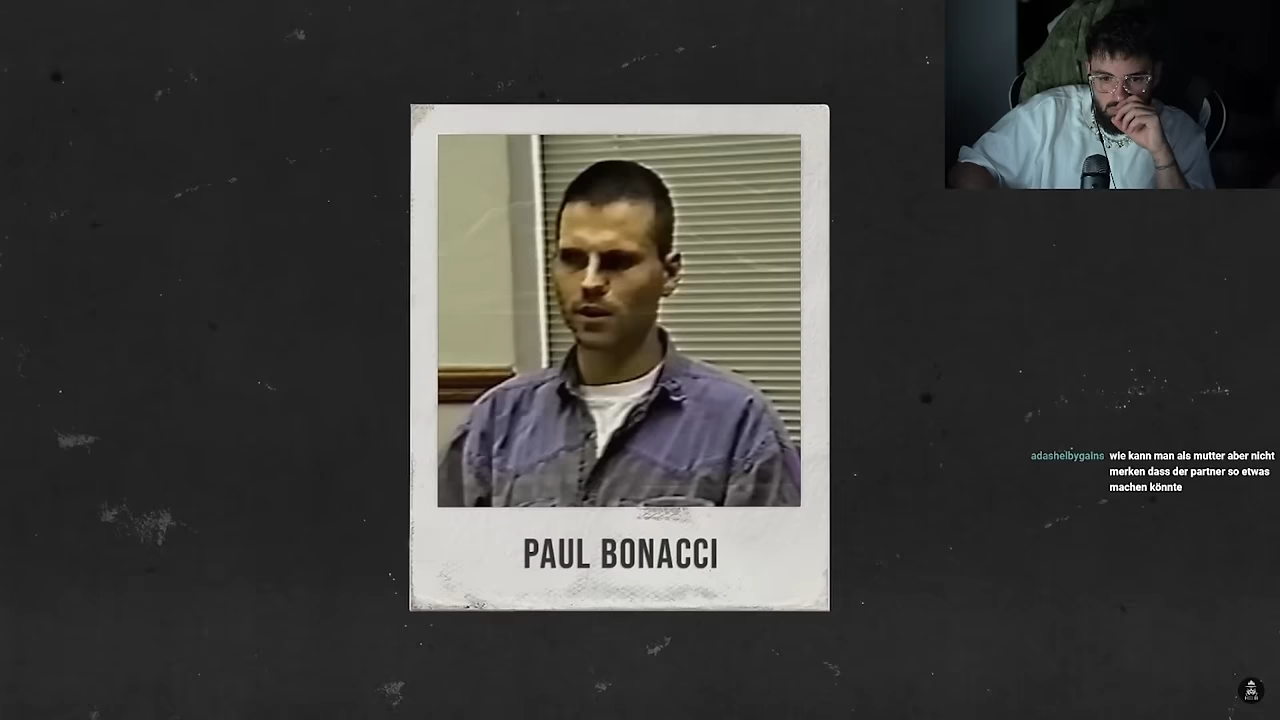 PAUL BONACCI
adashelbygains wie kann man als mutter aber nicht
merken dass der partner so etwas
machen könnte